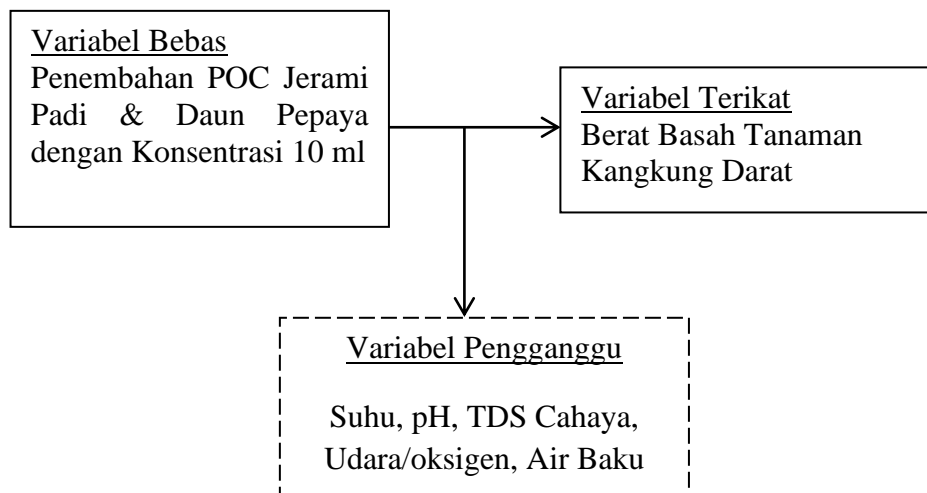 Variabel Bebas
Penembahan POC Jerami
Padi & Daun Pepaya
dengan Konsentrasi 10 ml
Variabel Terikat
Berat Basah Tanaman
Kangkung Darat
Variabel Pengganggu
Suhu, pH, TDS Cahaya,
Udara/oksigen, Air Baku